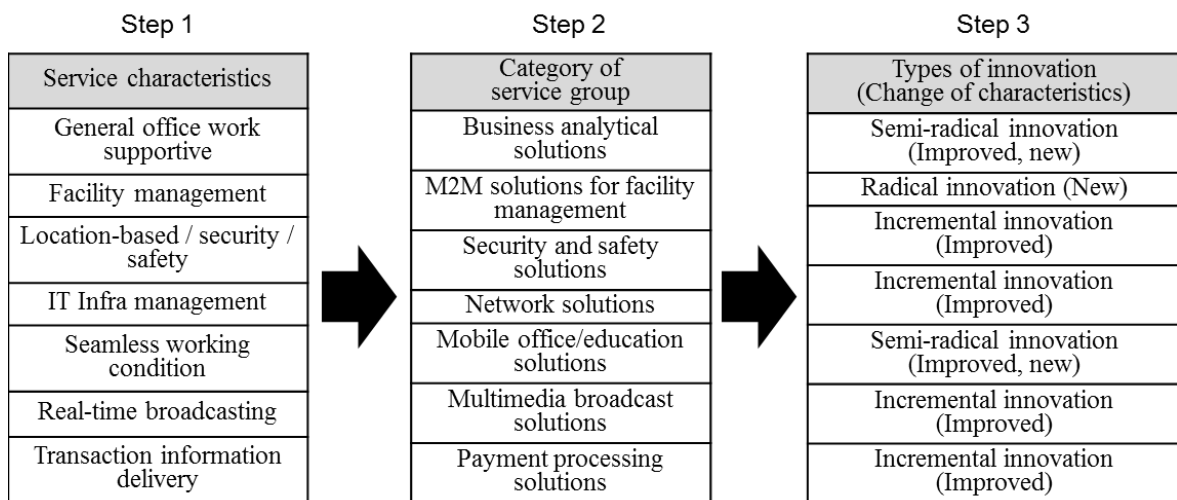 Step 1
Service characteristics
General office work
supportive
Facility management
Location-based / security /
safety
IT Infra management
Seamless working
condition
Real-time broadcasting
Transaction information
delivery
Step 2
Category of
service group
Business analytical
solutions
M2M solutions for facility
management
Security and safety
solutions
Network solutions
Mobile office/education
solutions
Multimedia broadcast
solutions
Payment processing
solutions
Step 3
Types of innovation
(Change of characteristics)
Semi-radical innovation
(Improved, new)
Radical innovation (New)
Incremental innovation
(Improved)
Incremental innovation
(Improved)
Semi-radical innovation
(Improved, new)
Incremental innovation
(Improved)
Incremental innovation
(Improved)